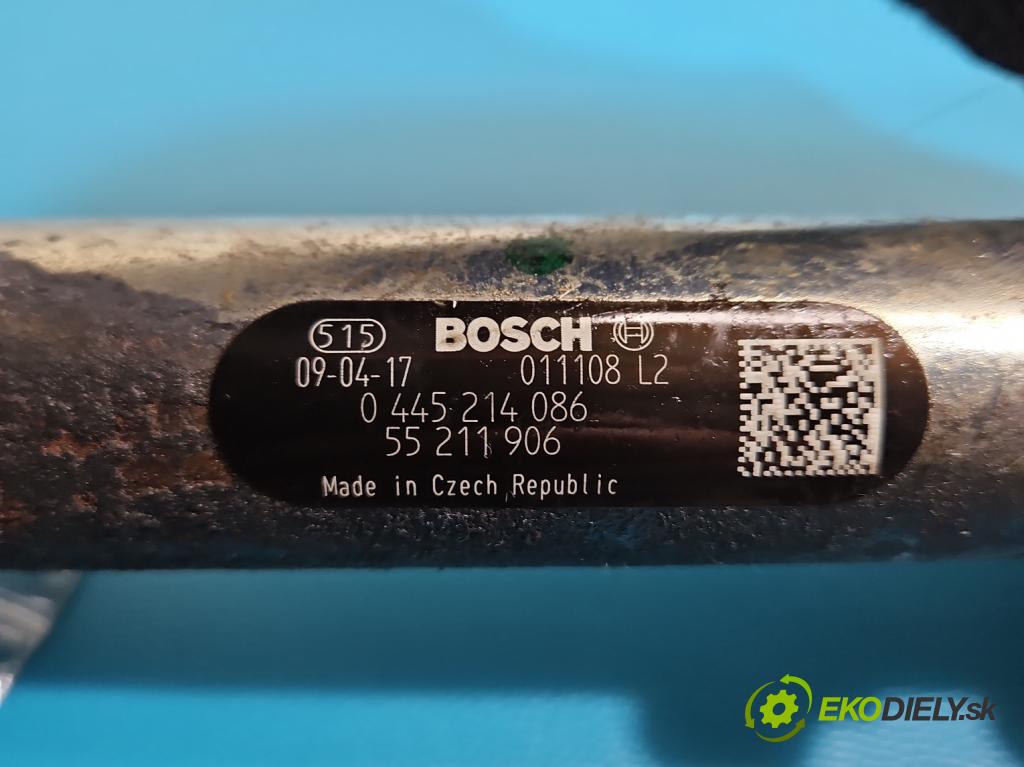 515 BOSCH
09-04-17 011108 L2
0 445 214 086
55 211 906
Made in Czech Republic
EKODIELY.sk